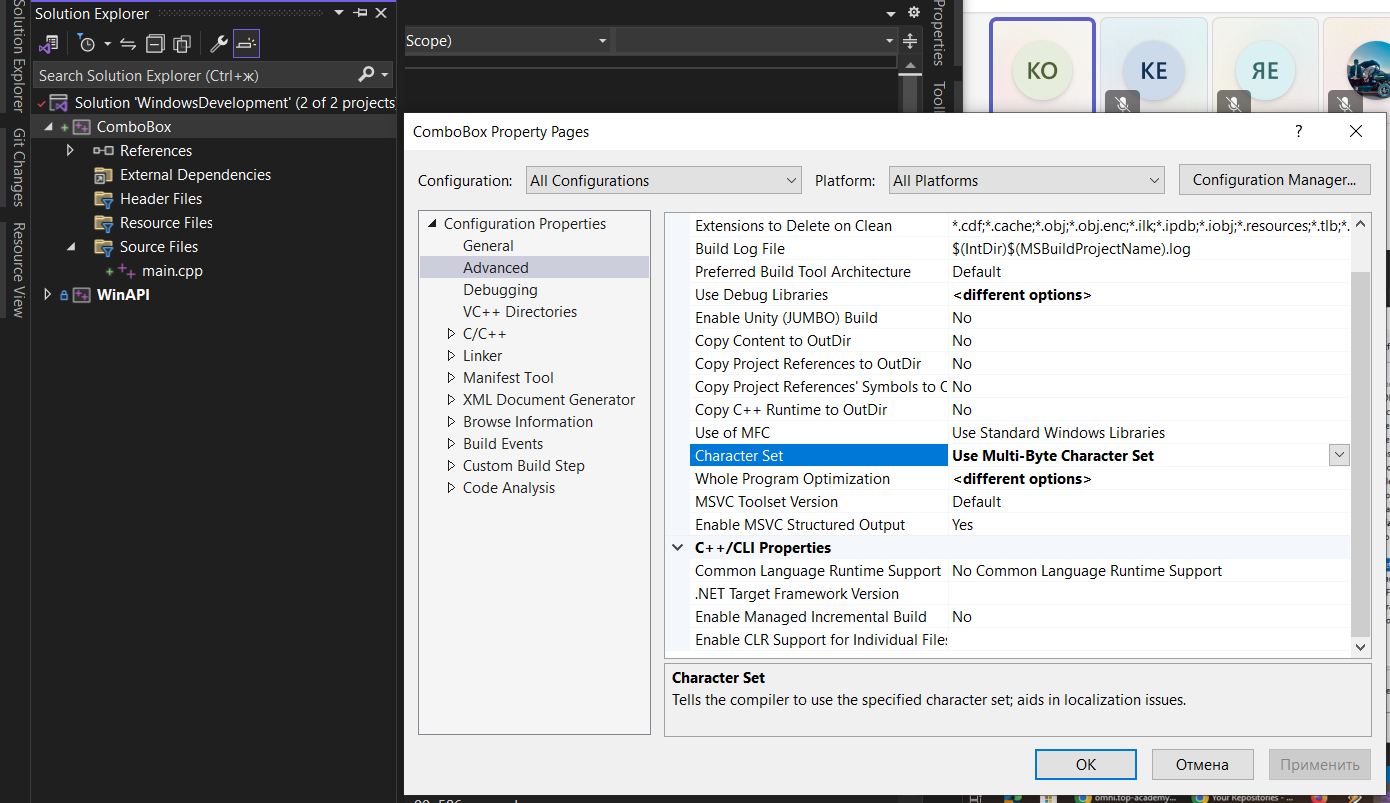 Solution Explorer
Git Changes
Resource View
Solution Explorer
Search Solution Explorer (Ctrl+ж)
Solution 'WindowsDevelopment' (2 of 2 projects
ComboBox
References
External Dependencies
Header Files
Resource Files
Source Files
main.cpp
WinAPI
Scope)
Properties
КО
КЕ
ЯЕ
ComboBox Property Pages
?
Configuration:
All Configurations
Platform:
All Platforms
Configuration Manager...
Configuration Properties
General
Advanced
Debugging
VC++ Directories
C/C++
Linker
Manifest Tool
XML Document Generator
Browse Information
Build Events
Custom Build Step
Code Analysis
Extensions to Delete on Clean *.cdf;*.cache;*.obj;*.obj.enc;*.ilk;*.ipdb;*.iobj;*.resources;*.tlb;*.
Build Log File $(IntDir)$(MSBuildProjectName).log
Preferred Build Tool Architecture Default
Use Debug Libraries <different options>
Enable Unity (JUMBO) Build No
Copy Content to OutDir No
Copy Project References to OutDir No
Copy Project References' Symbols to O No
Copy C++ Runtime to OutDir No
Use of MFC Use Standard Windows Libraries
Character Set Use Multi-Byte Character Set
Whole Program Optimization <different options>
MSVC Toolset Version Default
Enable MSVC Structured Output Yes
C++/CLI Properties
Common Language Runtime Support No Common Language Runtime Support
.NET Target Framework Version
Enable Managed Incremental Build No
Enable CLR Support for Individual Files
Character Set
Tells the compiler to use the specified character set; aids in localization issues.
ОК
Отмена
Применить
omni.top-academy...
Your Repositories - ...